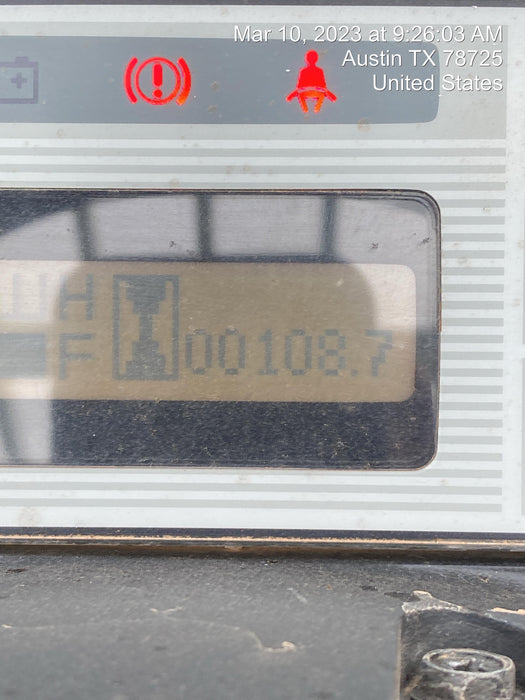 Mar 10, 2023 at 9:26:03 AM
Austin TX 78725
United States
H
F
00108.7